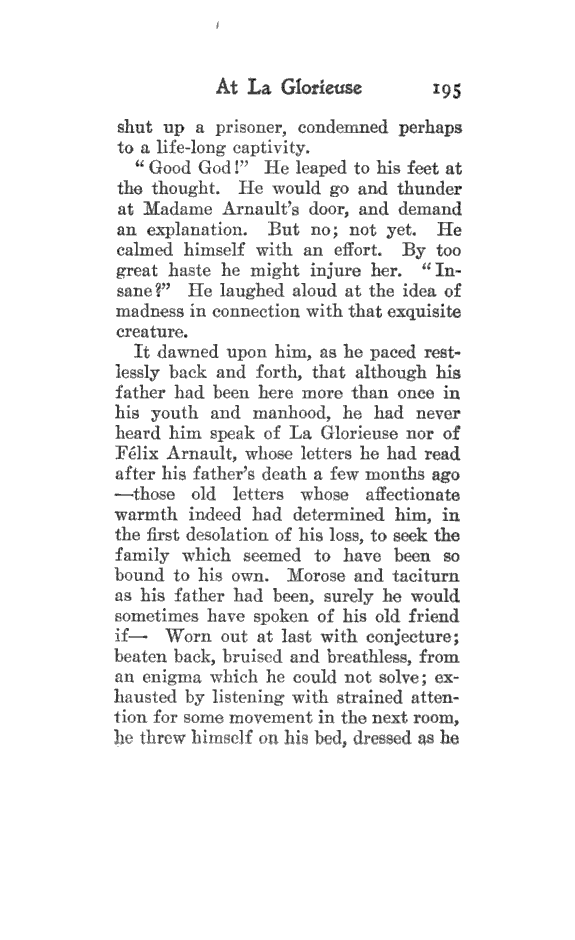 At La Glorieuse 195
shut up a prisoner, condemned perhaps
to a life-long captivity.
“Good God!” He leaped to his feet at
the thought. He would go and thunder
at Madame Arnault’s door, and demand
an explanation. But no; not yet. He
calmed himself with an effort. By too
great haste he might injure her. “In-
sane?” He laughed aloud at the idea of
madness in connection with that exquisite
creature.
It dawned upon him, as he paced rest-
lessly back and forth, that although his
father had been here more than once in
his youth and manhood, he had never
heard him speak of La Glorieuse nor of
Félix Arnault, whose letters he had read
after his father’s death a few months ago
—those old letters whose affectionate
warmth indeed had determined him, in
the first desolation of his loss, to seek the
family which seemed to have been so
bound to his own. Morose and taciturn
as his father had been, surely he would
sometimes have spoken of his old friend
if— Worn out at last with conjecture;
beaten back, bruised and breathless, from
an enigma which he could not solve; ex-
hausted by listening with strained atten-
tion for some movement in the next room,
he threw himself on his bed, dressed as he